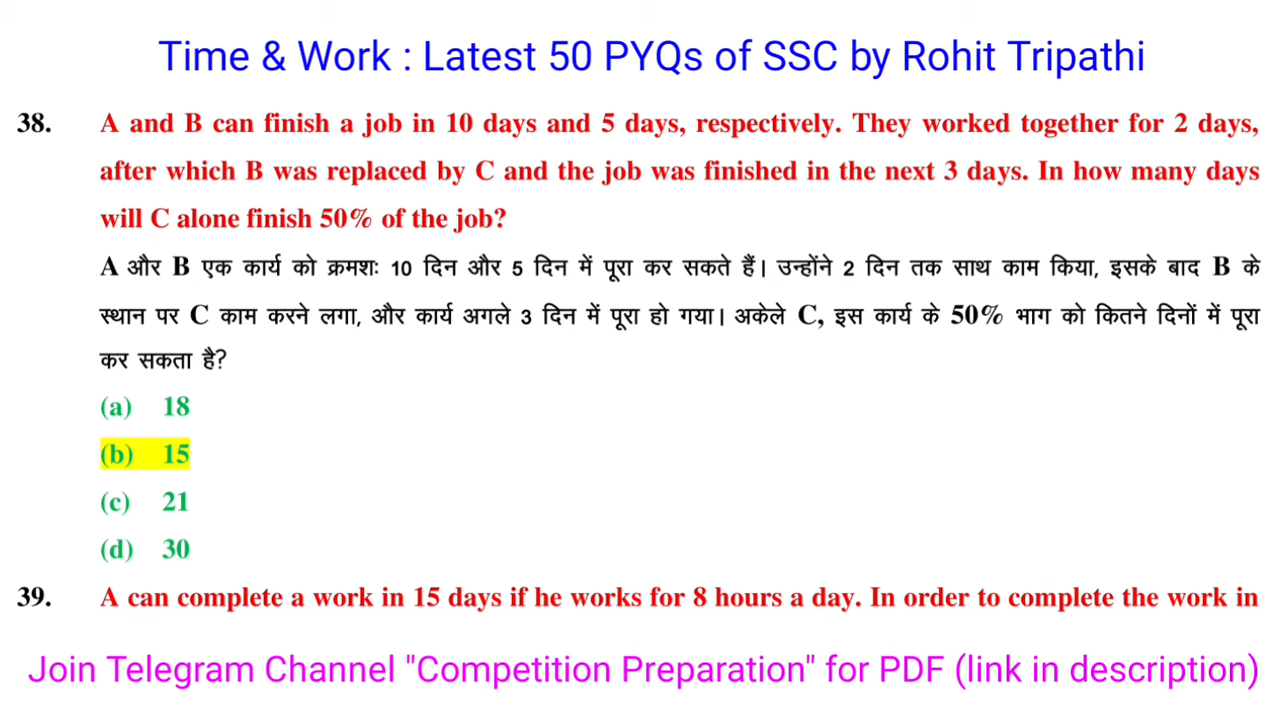 Time & Work : Latest 50 PYQs of SSC by Rohit Tripathi
38. A and B can finish a job in 10 days and 5 days, respectively. They worked together for 2 days,
after which B was replaced by C and the job was finished in the next 3 days. In how many days
will C alone finish 50% of the job?
A और B एक कार्य को क्रमशः 10 दिन और 5 दिन में पूरा कर सकते हैं। उन्होंने 2 दिन तक साथ काम किया, इसके बाद B के
स्थान पर C काम करने लगा, और कार्य अगले 3 दिन में पूरा हो गया। अकेले C, इस कार्य के 50% भाग को कितने दिनों में पूरा
कर सकता है?
(a) 18
(b) 15
(c) 21
(d) 30
39. A can complete a work in 15 days if he works for 8 hours a day. In order to complete the work in
Join Telegram Channel "Competition Preparation" for PDF (link in description)